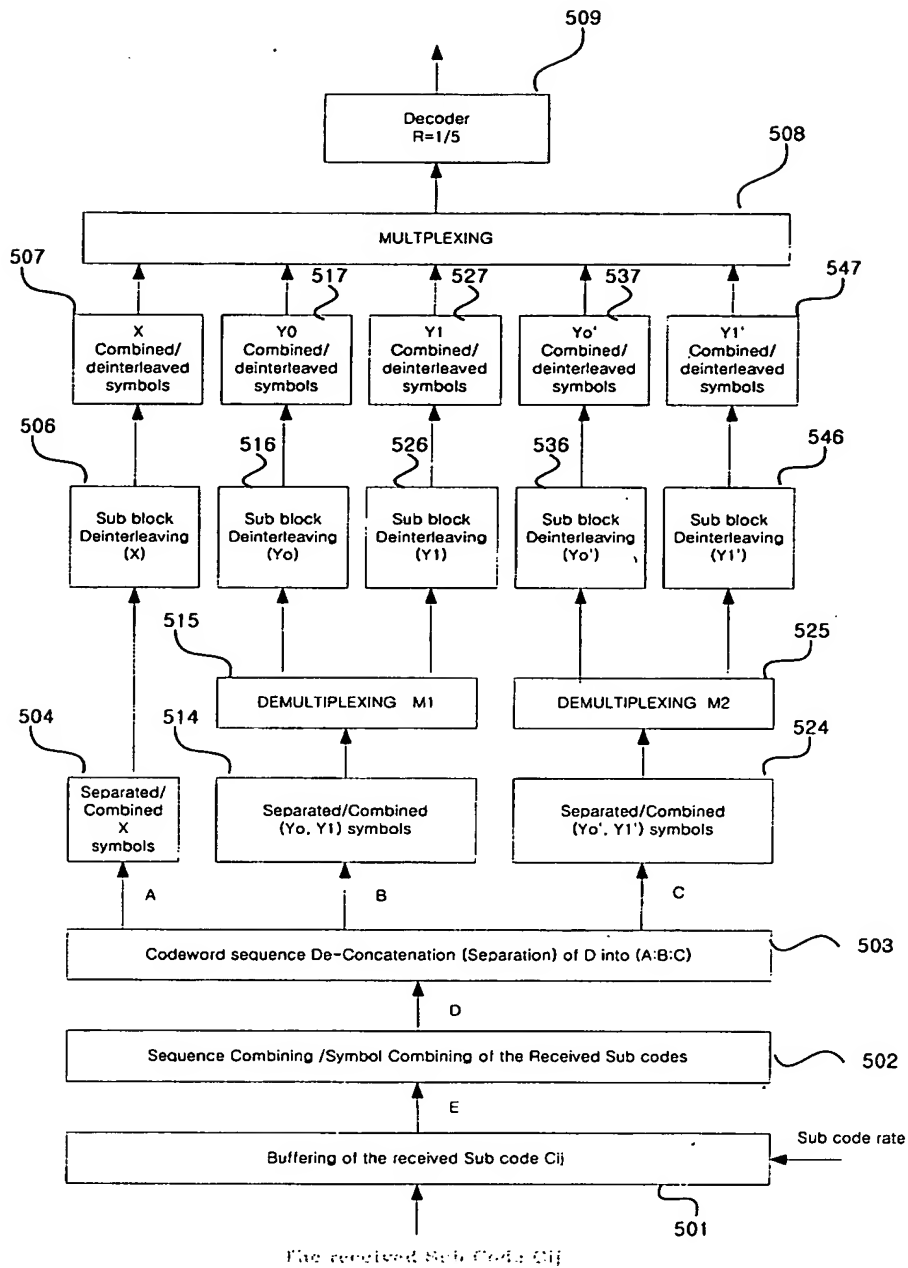 509
Decoder
R=1/5
508
MULTPLEXING
507
517
527
537
547
X
Combined/
deinterleaved
symbols
Y0
Combined/
deinterleaved
symbols
Y1
Combined/
deinterleaved
symbols
Yo'
Combined/
deinterleaved
symbols
Y1'
Combined/
deinterleaved
symbols
506
516
526
536
546
Sub block
Deinterleaving
(X)
Sub block
Deinterleaving
(Yo)
Sub block
Deinterleaving
(Y1)
Sub block
Deinterleaving
(Yo')
Sub block
Deinterleaving
(Y1')
515
525
DEMULTIPLEXING M1
DEMULTIPLEXING M2
504
514
524
Separated/
Combined
X
symbols
Separated/Combined
(Yo, Y1) symbols
Separated/Combined
(Yo', Y1') symbols
A
B
C
Codeword sequence De-Concatenation (Separation) of D into (A:B:C)
503
D
Sequence Combining /Symbol Combining of the Received Sub codes
502
E
Sub code rate
Buffering of the received Sub code Cij
501
The received Sub Code Cij